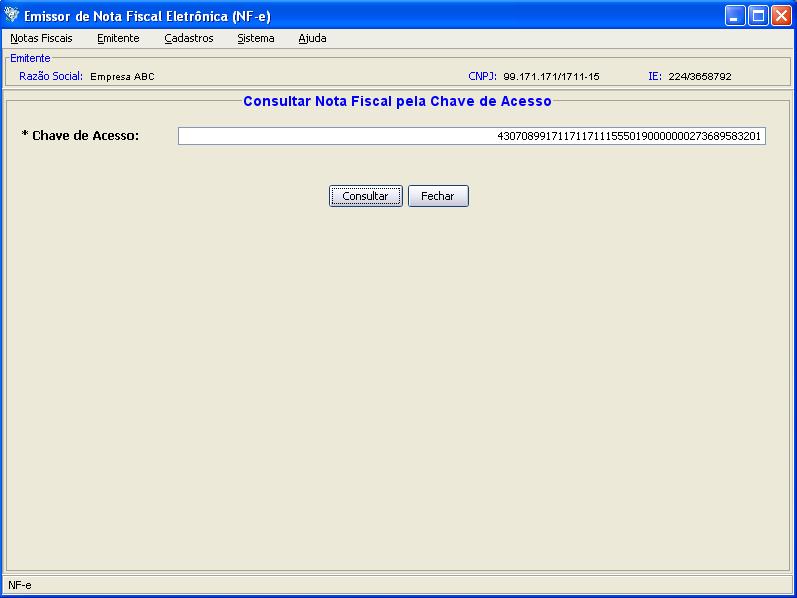 Emissor de Nota Fiscal Eletrônica (NF-e)
Notas Fiscais Emitente Cadastros Sistema Ajuda
Emitente
Razão Social: Empresa ABC CNPJ: 99.171.171/1711-15 IE: 224/3658792
Consultar Nota Fiscal pela Chave de Acesso
* Chave de Acesso: 43070899171171171115550190000000273689583201
Consultar Fechar
NF-e